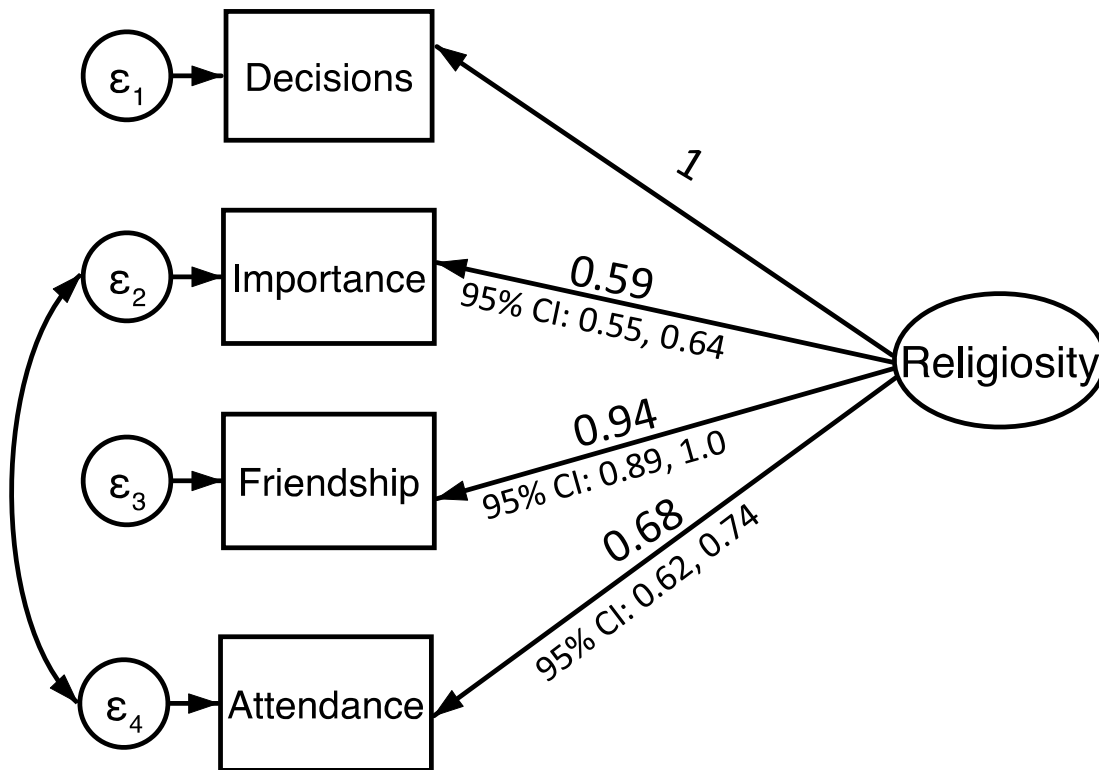 ε1
Decisions
1
ε2
Importance
0.59
95% CI: 0.55, 0.64
Religiosity
ε3
Friendship
0.94
95% CI: 0.89, 1.0
0.68
95% CI: 0.62, 0.74
ε4
Attendance